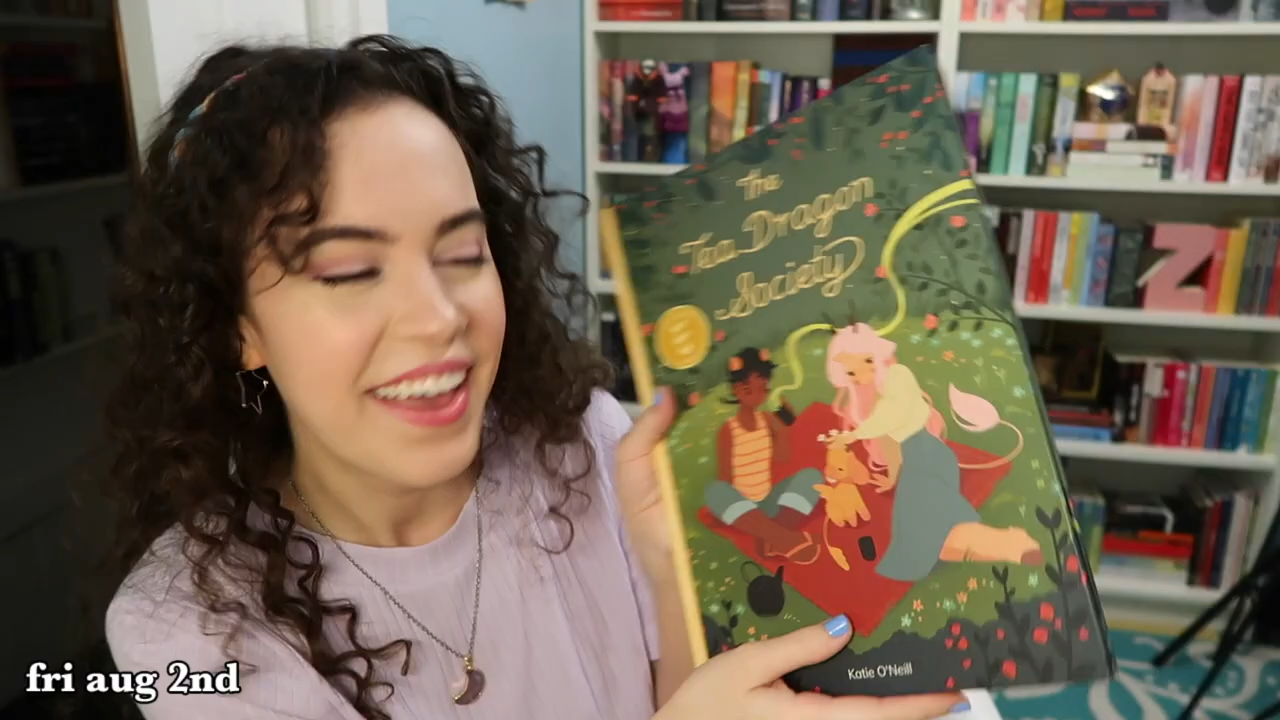 The
Tea Dragon
Society
Katie O'Neill
fri aug 2nd
Z